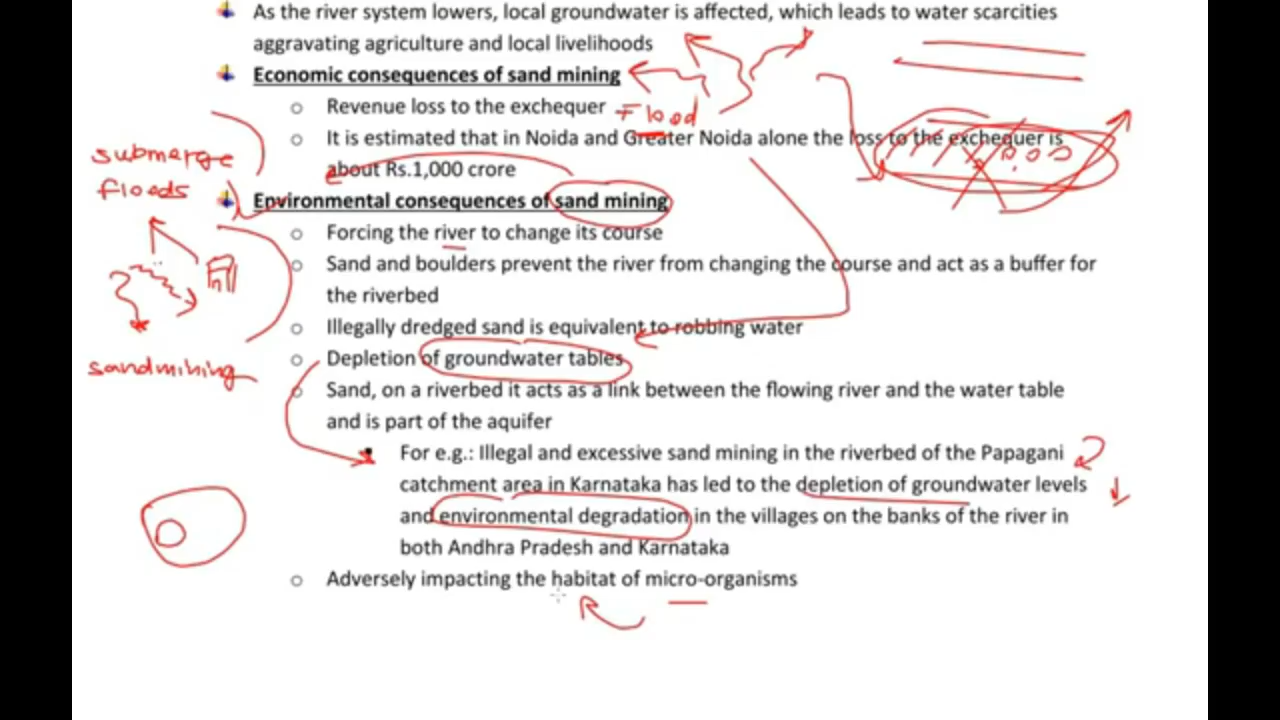 As the river system lowers, local groundwater is affected, which leads to water scarcities
aggravating agriculture and local livelihoods
Economic consequences of sand mining
o Revenue loss to the exchequer
Flood
o It is estimated that in Noida and Greater Noida alone the loss to the exchequer is
about Rs.1,000 crore
submerge
floods
Environmental consequences of sand mining
o Forcing the river to change its course
o Sand and boulders prevent the river from changing the course and act as a buffer for
the riverbed
o Illegally dredged sand is equivalent to robbing water
sandmining
o Depletion of groundwater tables
o Sand, on a riverbed it acts as a link between the flowing river and the water table
and is part of the aquifer
For e.g.: Illegal and excessive sand mining in the riverbed of the Papagani
catchment area in Karnataka has led to the depletion of groundwater levels
and environmental degradation in the villages on the banks of the river in
both Andhra Pradesh and Karnataka
o Adversely impacting the habitat of micro-organisms